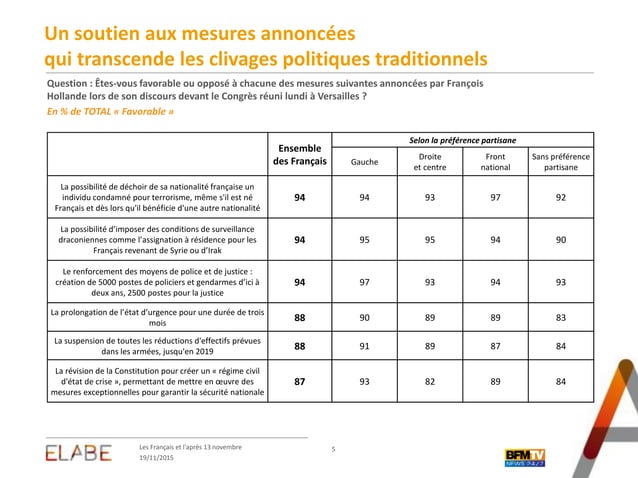 Un soutien aux mesures annoncées
qui transcende les clivages politiques traditionnels
Question : Êtes-vous favorable ou opposé à chacune des mesures suivantes annoncées par François
Hollande lors de son discours devant le Congrès réuni lundi à Versailles ?
En % de TOTAL « Favorable »
Ensemble
des Français
Selon la préférence partisane
Gauche
Droite
et centre
Front
national
Sans préférence
partisane
La possibilité de déchoir de sa nationalité française un
individu condamné pour terrorisme, même s'il est né
Français et dès lors qu'il bénéficie d'une autre nationalité
94 94 93 97 92
La possibilité d'imposer des conditions de surveillance
draconiennes comme l'assignation à résidence pour les
Français revenant de Syrie ou d'Irak
94 95 95 94 90
Le renforcement des moyens de police et de justice :
création de 5000 postes de policiers et gendarmes d'ici à
deux ans, 2500 postes pour la justice
94 97 93 94 93
La prolongation de l'état d'urgence pour une durée de trois
mois
88 90 89 89 83
La suspension de toutes les réductions d'effectifs prévues
dans les armées, jusqu'en 2019
88 91 89 87 84
La révision de la Constitution pour créer un « régime civil
d'état de crise », permettant de mettre en œuvre des
mesures exceptionnelles pour garantir la sécurité nationale
87 93 82 89 84
ELABE
Les Français et l'après 13 novembre
19/11/2015
5
BFMTV
NEWS 24/7